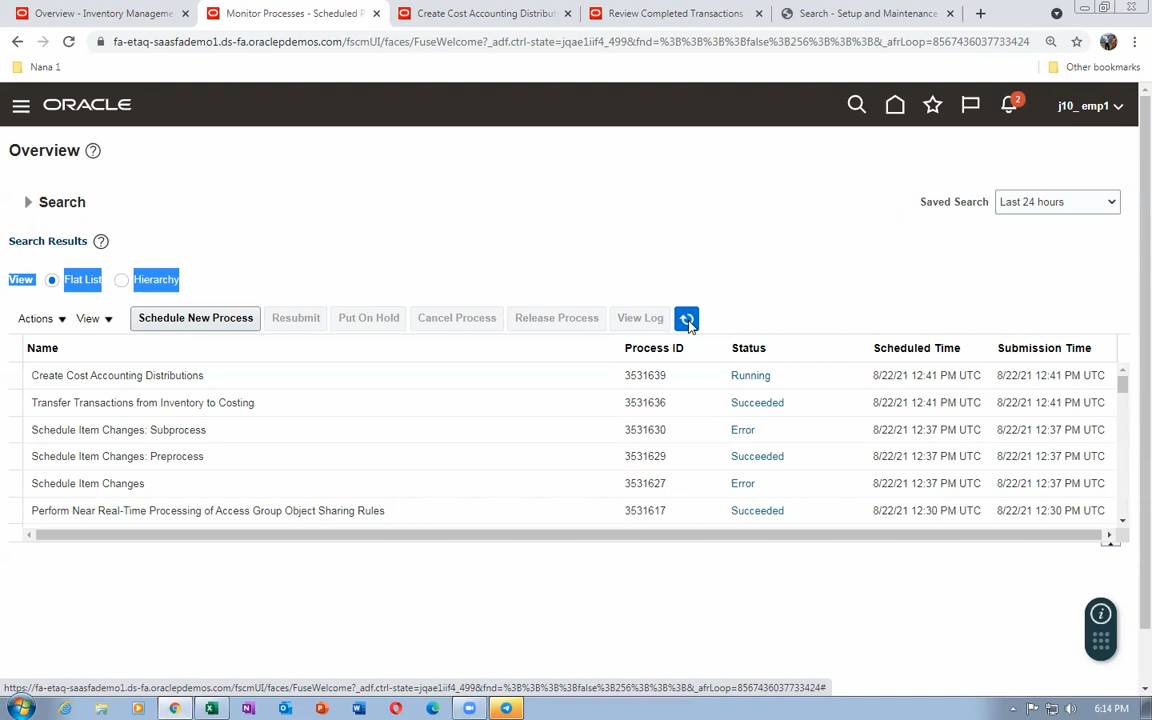 Overview - Inventory Manageme
Monitor Processes - Scheduled P
Create Cost Accounting Distribut
Review Completed Transactions
Search - Setup and Maintenance
fa-etaq-saasfademo1.ds-fa.oraclepdemos.com/fscmUI/faces/FuseWelcome?_adf.ctrl-state=jqae1iif4_499&fnd=%3B%3B%3B%3Bfalse%3B256%3B%3B%3B&_afrLoop=8567436037733424
Nana 1
Other bookmarks
ORACLE
2
j10_ emp1
Overview
Search
Saved Search
Last 24 hours
Search Results
View Flat List Hierarchy
Actions View Schedule New Process Resubmit Put On Hold Cancel Process Release Process View Log
Name Process ID Status Scheduled Time Submission Time
Create Cost Accounting Distributions 3531639 Running 8/22/21 12:41 PM UTC 8/22/21 12:41 PM UTC
Transfer Transactions from Inventory to Costing 3531636 Succeeded 8/22/21 12:41 PM UTC 8/22/21 12:41 PM UTC
Schedule Item Changes: Subprocess 3531630 Error 8/22/21 12:37 PM UTC 8/22/21 12:37 PM UTC
Schedule Item Changes: Preprocess 3531629 Succeeded 8/22/21 12:37 PM UTC 8/22/21 12:37 PM UTC
Schedule Item Changes 3531627 Error 8/22/21 12:37 PM UTC 8/22/21 12:37 PM UTC
Perform Near Real-Time Processing of Access Group Object Sharing Rules 3531617 Succeeded 8/22/21 12:30 PM UTC 8/22/21 12:30 PM UTC
https://fa-etaq-saasfademo1.ds-fa.oraclepdemos.com/fscmUI/faces/FuseWelcome?_adf.ctrl-state=jqae1iif4_499&fnd=%3B%3B%3B%3Bfalse%3B256%3B%3B%3B&_afrLoop=8567436037733424#
6:14 PM